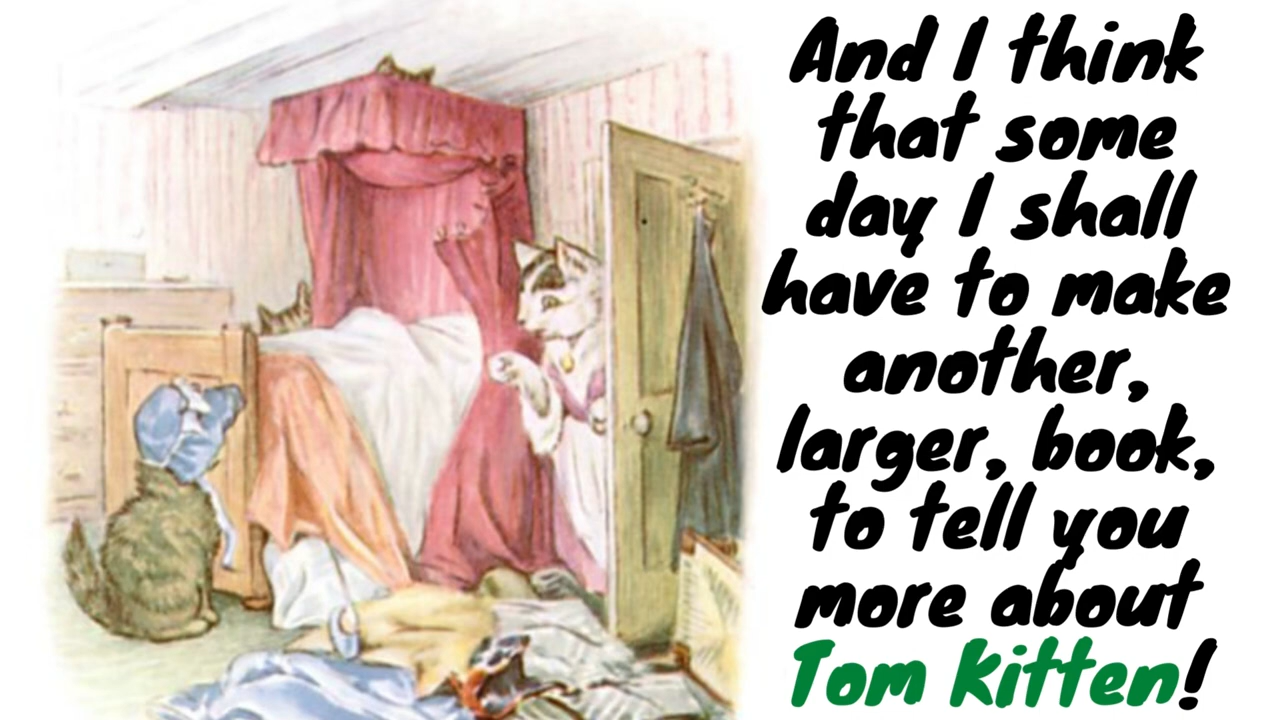 And I think
that some
day I shall
have to make
another,
larger, book,
to tell you
more about
Tom Kitten!